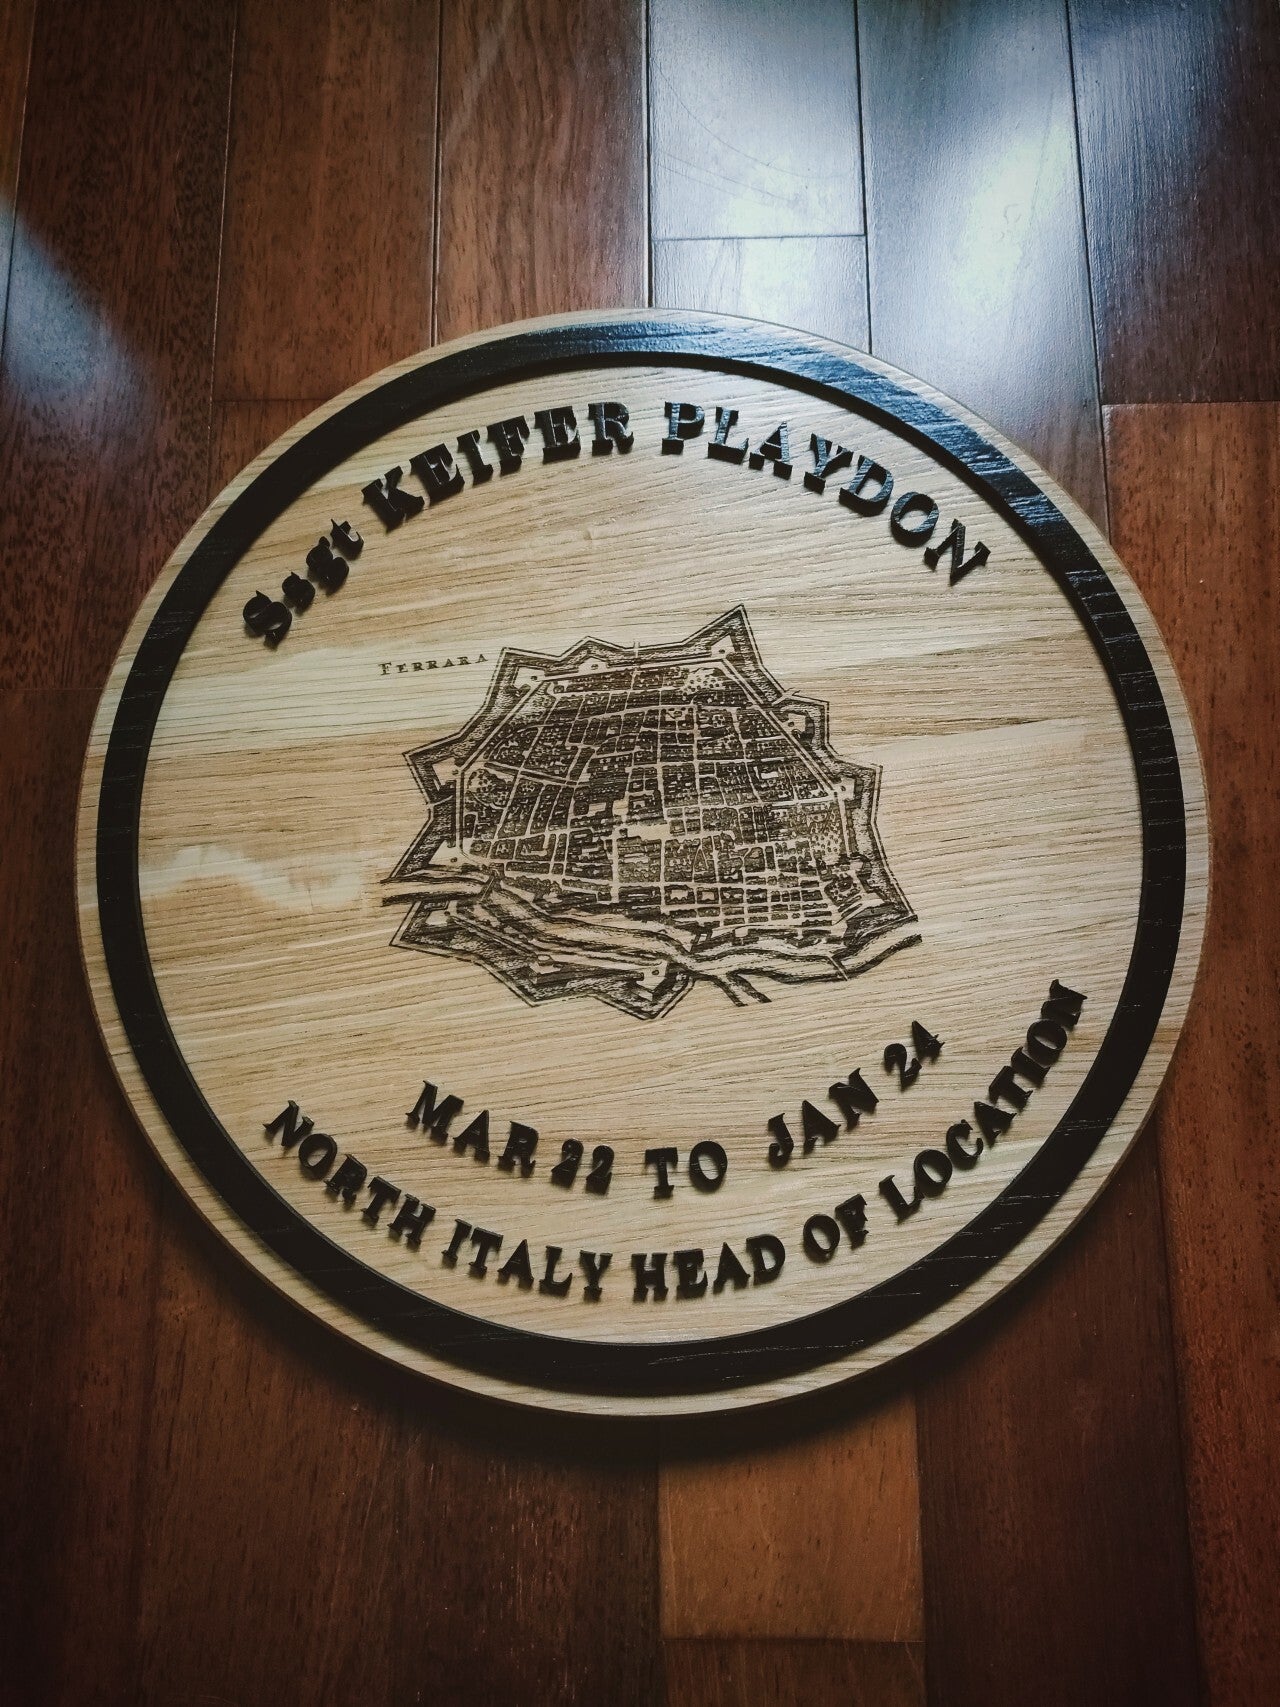 Ssgt KEIFER PLAYDON
FERRARA
MAR 22 TO JAN 24
NORTH ITALY HEAD OF LOCATION